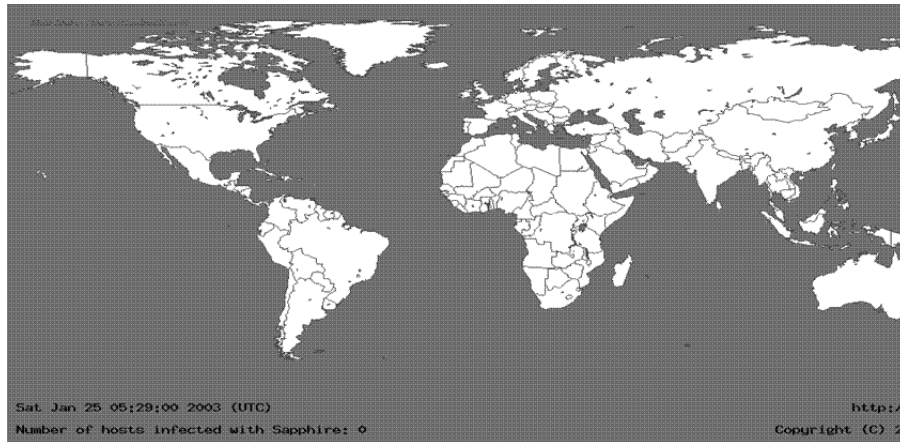 Sat Jan 25 05:29:00 2003 (UTC)
http:/
Number of hosts infected with Sapphire: 0
Copyright (C) 2